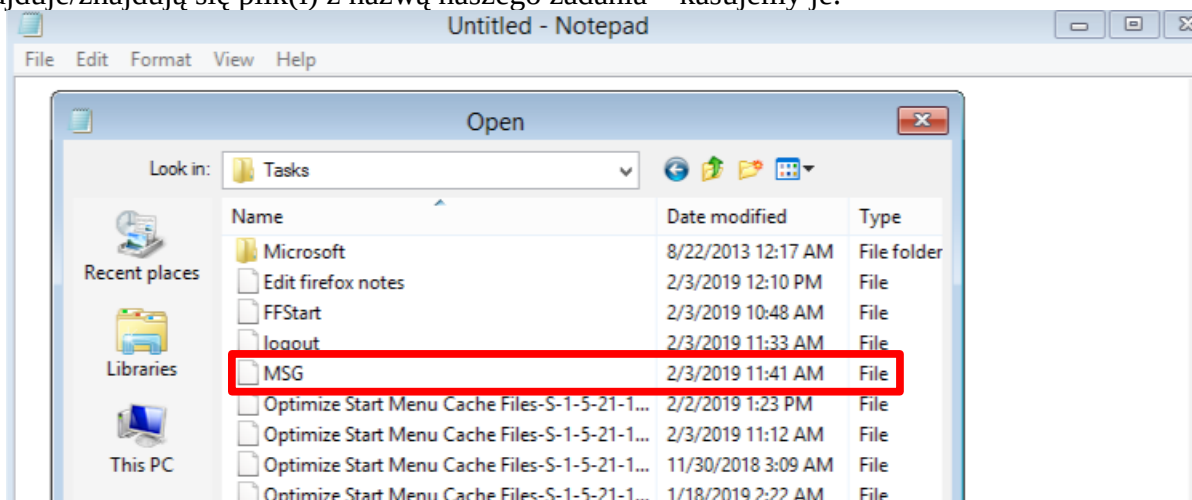 znajdują się plik(i) z nazwą naszego zadania – kasujemy je.
Untitled - Notepad
File Edit Format View Help
Open
Look in: Tasks
Name Date modified Type
Microsoft 8/22/2013 12:17 AM File folder
Recent places
Edit firefox notes 2/3/2019 12:10 PM File
FFStart 2/3/2019 10:48 AM File
logout 2/3/2019 11:33 AM File
Libraries
MSG 2/3/2019 11:41 AM File
Optimize Start Menu Cache Files-S-1-5-21-1... 2/2/2019 1:23 PM File
Optimize Start Menu Cache Files-S-1-5-21-1... 2/3/2019 11:12 AM File
This PC
Optimize Start Menu Cache Files-S-1-5-21-1... 11/30/2018 3:09 AM File
Optimize Start Menu Cache Files-S-1-5-21-1... 1/18/2019 2:22 AM File